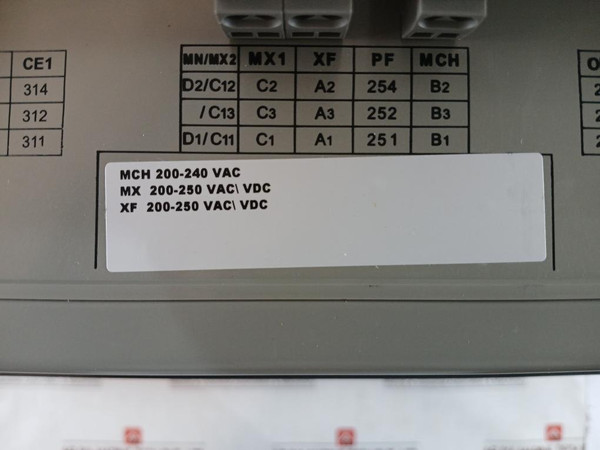 CE1 MN/MX2 MX1 XF PF MCH
314 D2/C12 C2 A2 254 B2
312 /C13 C3 A3 252 B3
311 D1/C11 C1 A1 251 B1
MCH 200-240 VAC
MX 200-250 VAC\ VDC
XF 200-250 VAC\ VDC